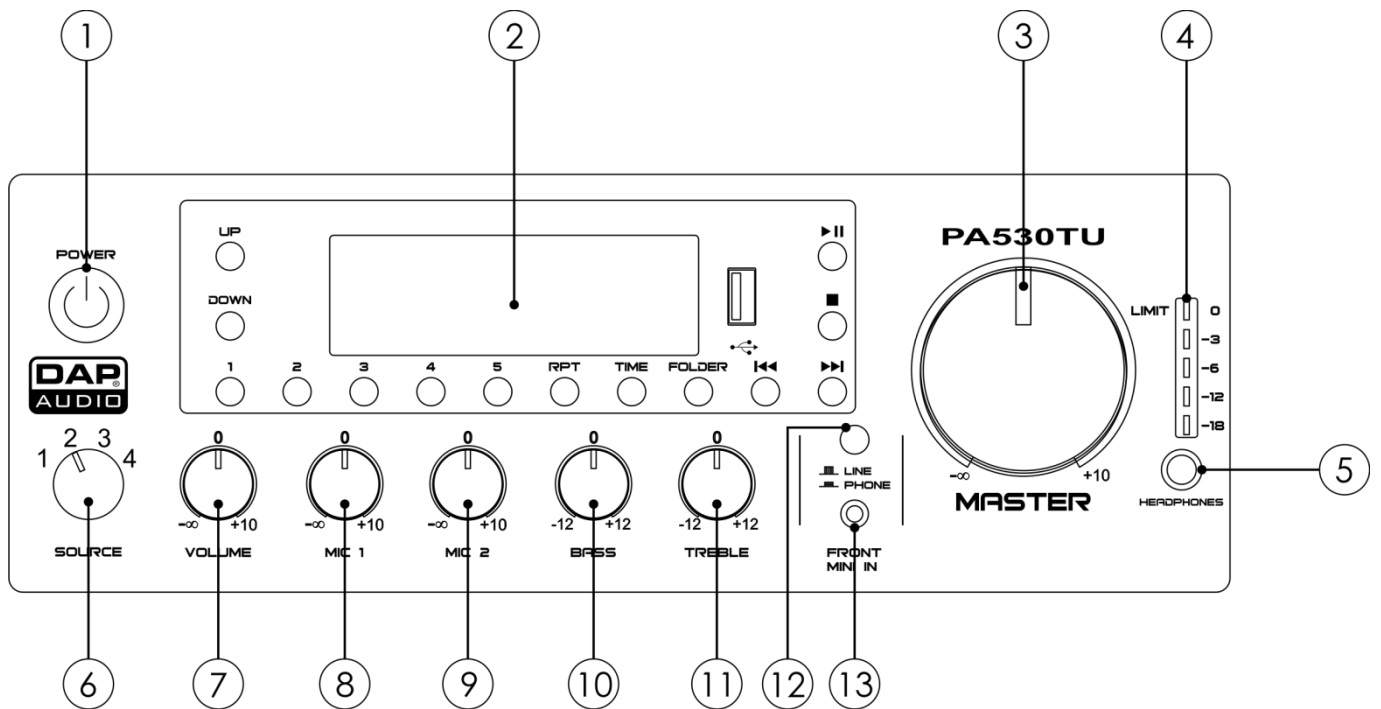 1 2 3 4
POWER
UP
DOWN
1 2 3 4 5 RPT TIME FOLDER
PA530TU
LIMIT 0
-3
-6
-12
-18
DAP®
AUDIO
1 2 3 4
SOURCE
0
-∞ +10
VOLUME
0
-∞ +10
MIC 1
0
-∞ +10
MIC 2
0
-12 +12
BASS
0
-12 +12
TREBLE
LINE
PHONE
FRONT
MINI IN
-∞ +10
MASTER
HEADPHONES
5
6 7 8 9 10 11 12 13